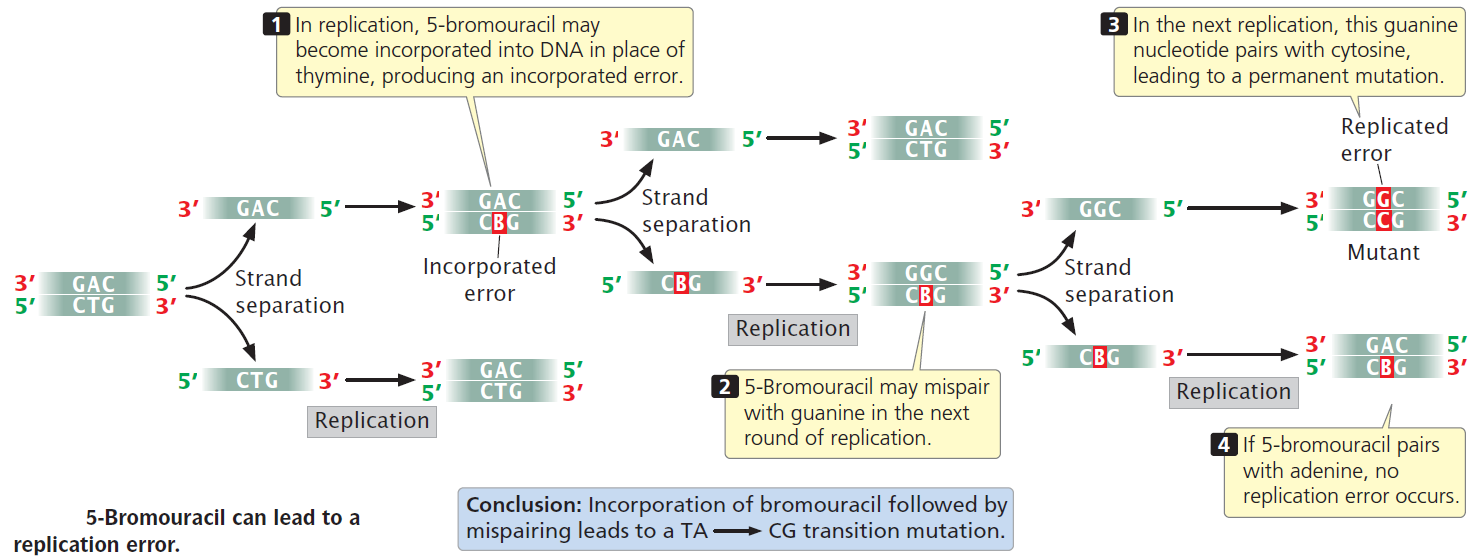 1 In replication, 5-bromouracil may
become incorporated into DNA in place of
thymine, producing an incorporated error.
3 In the next replication, this guanine
nucleotide pairs with cytosine,
leading to a permanent mutation.
3′ GAC 5′
3′ GAC 5′
5′ CTG 3′
Replicated
error
3′ GAC 5′
3′ GAC 5′
5′ CBG 3′
Strand
separation
3′ GGC 5′
3′ GGC 5′
5′ CCG 3′
Mutant
Incorporated
error
3′ GAC 5′
5′ CTG 3′
Strand
separation
5′ CBG 3′
3′ GGC 5′
5′ CBG 3′
Strand
separation
Replication
5′ CTG 3′
3′ GAC 5′
5′ CTG 3′
Replication
5′ CBG 3′
3′ GAC 5′
5′ CBG 3′
Replication
2 5-Bromouracil may mispair
with guanine in the next
round of replication.
4 If 5-bromouracil pairs
with adenine, no
replication error occurs.
5-Bromouracil can lead to a
replication error.
Conclusion: Incorporation of bromouracil followed by
mispairing leads to a TA → CG transition mutation.